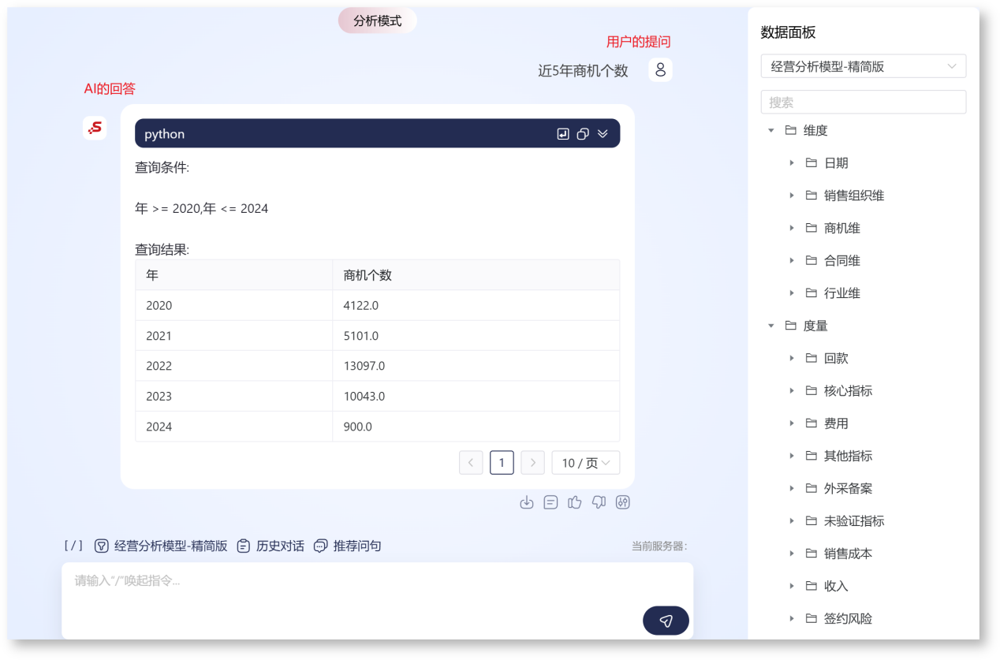 分析模式
用户的提问
近5年商机个数
AI的回答
S
python
查询条件:
年 >= 2020,年 <= 2024
查询结果:
年 商机个数
2020 4122.0
2021 5101.0
2022 13097.0
2023 10043.0
2024 900.0
1 10 / 页
[/] 经营分析模型-精简版 历史对话 推荐问句 当前服务器:
请输入“/”唤起指令...
数据面板
经营分析模型-精简版
搜索
维度
日期
销售组织维
商机维
合同维
行业维
度量
回款
核心指标
费用
其他指标
外采备案
未验证指标
销售成本
收入
签约风险